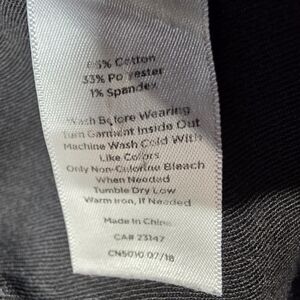 66% Cotton
33% Polyester
1% Spandex
Wash Before Wearing
Turn Garment Inside Out
Machine Wash Cold With
Like Colors
Only Non-Chlorine Bleach
When Needed
Tumble Dry Low
Warm Iron, If Needed
Made In China
CA# 23147
CN5010 07/18